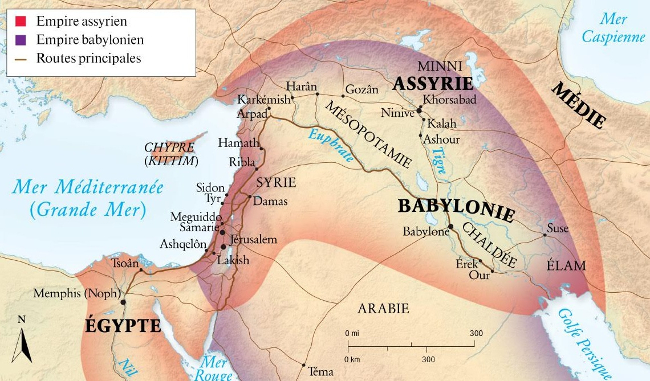 Empire assyrien
Empire babylonien
Routes principales
Mer
Caspienne
MINNI
ASSYRIE
MÉDIE
Harân
Gozân
Karkémish
Arpad
Khorsabad
Ninive
Kalah
Ashour
MÉSOPOTAMIE
Euphrate
Tigre
CHYPRE
(KITTIM)
Hamath
Ribla
Mer Méditerranée
(Grande Mer)
Sidon
Tyr
SYRIE
Damas
Meguiddo
Samarie
BABYLONIE
Babylone
CHALDÉE
Suse
Ashqelôn
Jérusalem
Lakish
Érek
Our
ÉLAM
Tsoân
Memphis (Noph)
ÉGYPTE
ARABIE
Golfe Persique
N
0 mi
300
0 km
300
Nil
Mer
Rouge
Téma